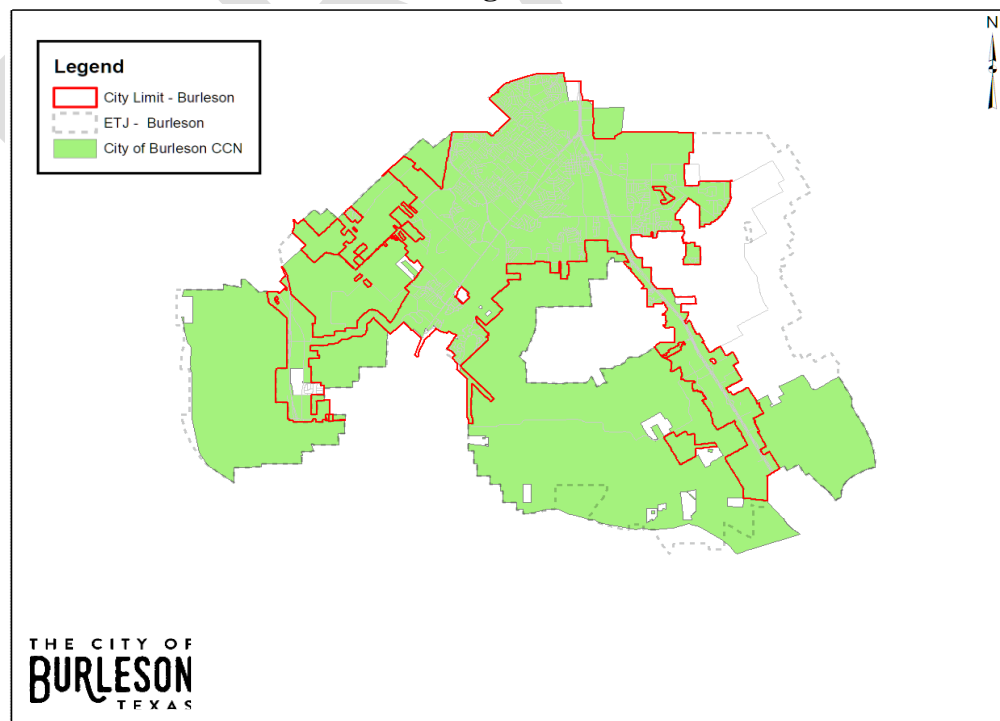 N
Legend
City Limit - Burleson
ETJ - Burleson
City of Burleson CCN
THE CITY OF
BURLESON
TEXAS